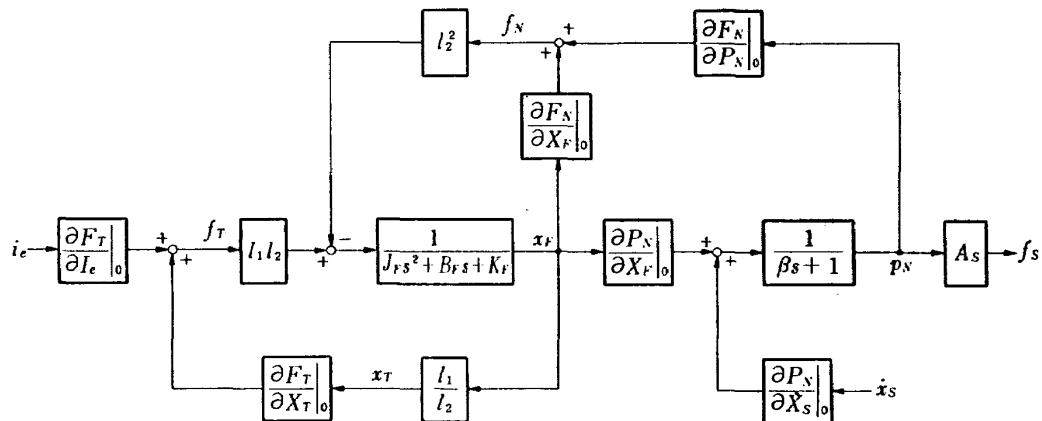 l₂²
f_N
+
+
∂F_N/∂P_N|₀
∂F_N/∂X_F|₀
i_e
∂F_T/∂I_e|₀
+
+
f_T
l₁l₂
−
+
1/(J_F s² + B_F s + K_F)
x_F
∂P_N/∂X_F|₀
+
+
1/(βs + 1)
p_N
A_S
f_S
∂F_T/∂X_T|₀
x_T
l₁/l₂
∂P_N/∂Ẋ_S|₀
ẋ_S